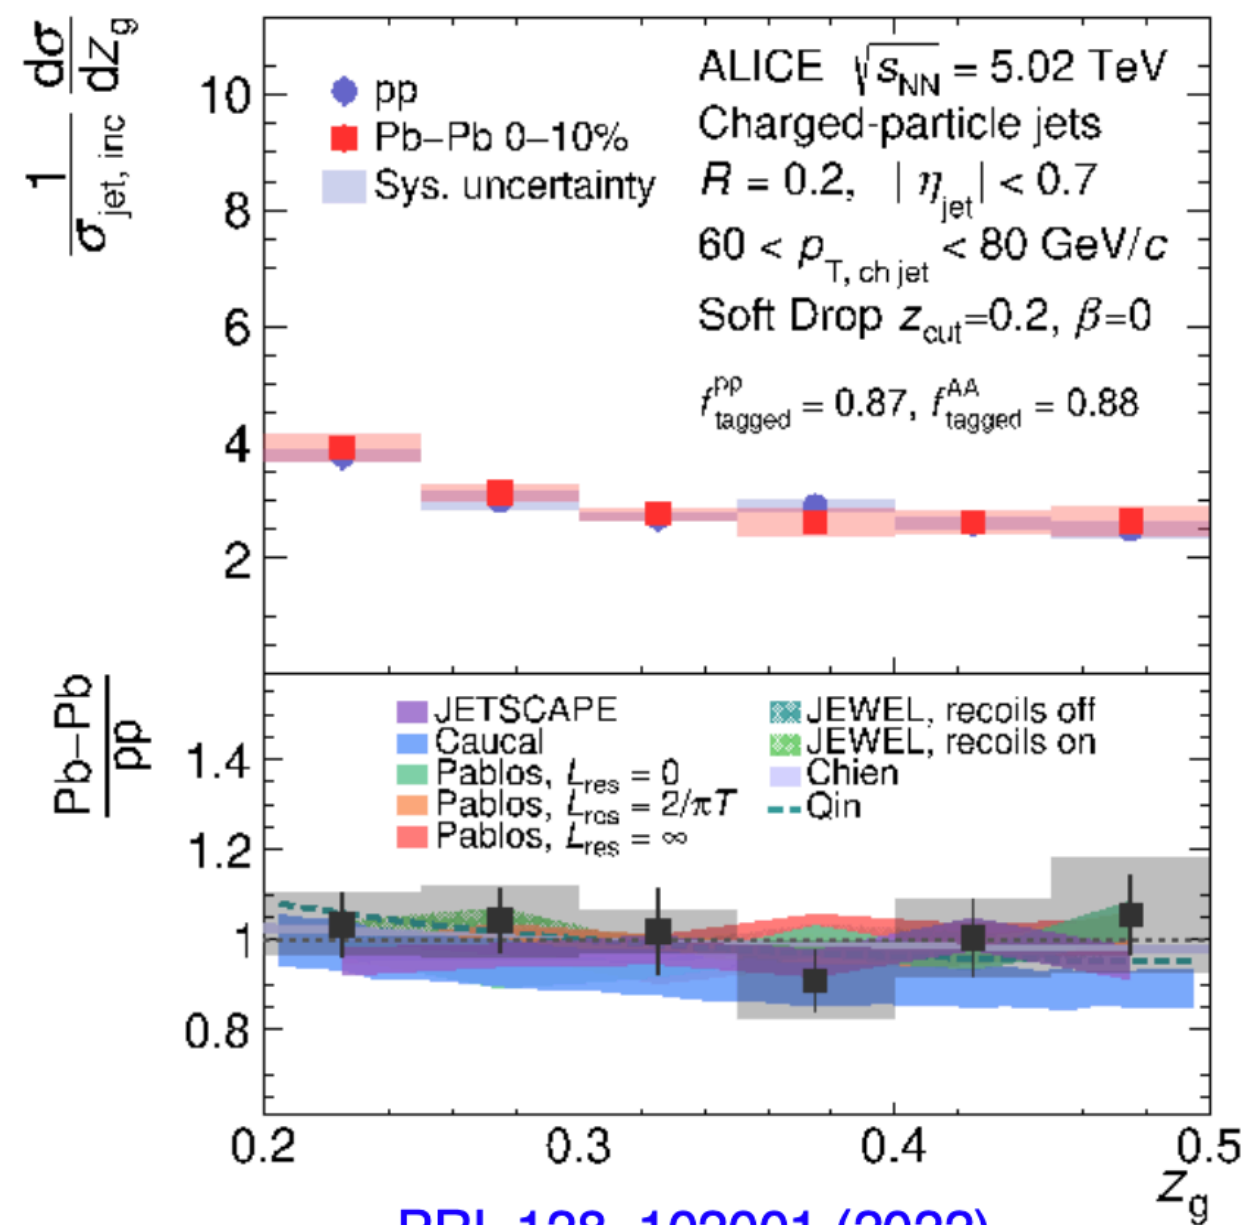 1/σjet, inc dσ/dzg
ALICE √sNN = 5.02 TeV
Charged-particle jets
R = 0.2, | ηjet| < 0.7
60 < pT, ch jet < 80 GeV/c
Soft Drop zcut=0.2, β=0
fpptagged = 0.87, fAAtagged = 0.88
pp
Pb–Pb 0–10%
Sys. uncertainty
10
8
6
4
2
Pb–Pb/pp
JETSCAPE
Caucal
Pablos, Lres = 0
Pablos, Lres = 2/πT
Pablos, Lres = ∞
JEWEL, recoils off
JEWEL, recoils on
Chien
Qin
1.4
1.2
1
0.8
0.2 0.3 0.4 0.5
zg
PRL 128, 102001 (2022)